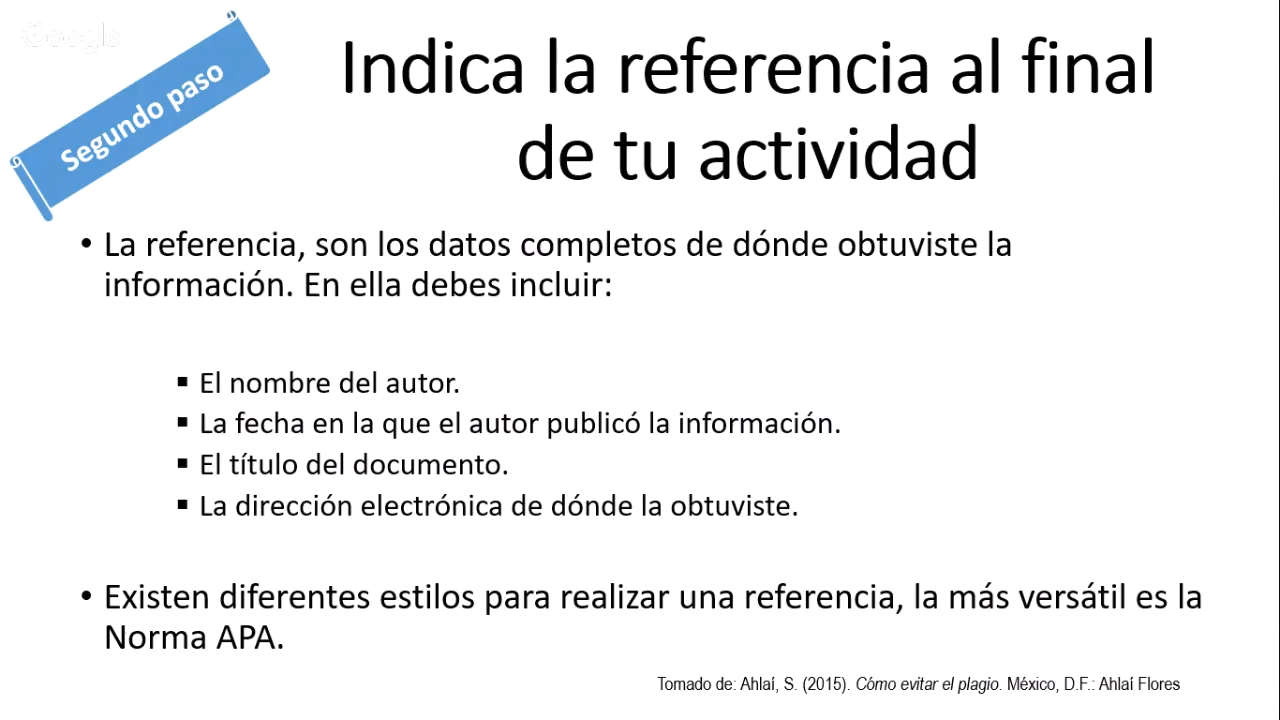 Google
Segundo paso
Indica la referencia al final
de tu actividad
• La referencia, son los datos completos de dónde obtuviste la
información. En ella debes incluir:
▪ El nombre del autor.
▪ La fecha en la que el autor publicó la información.
▪ El título del documento.
▪ La dirección electrónica de dónde la obtuviste.
• Existen diferentes estilos para realizar una referencia, la más versátil es la
Norma APA.
Tomado de: Ahlaí, S. (2015). Cómo evitar el plagio. México, D.F.: Ahlaí Flores